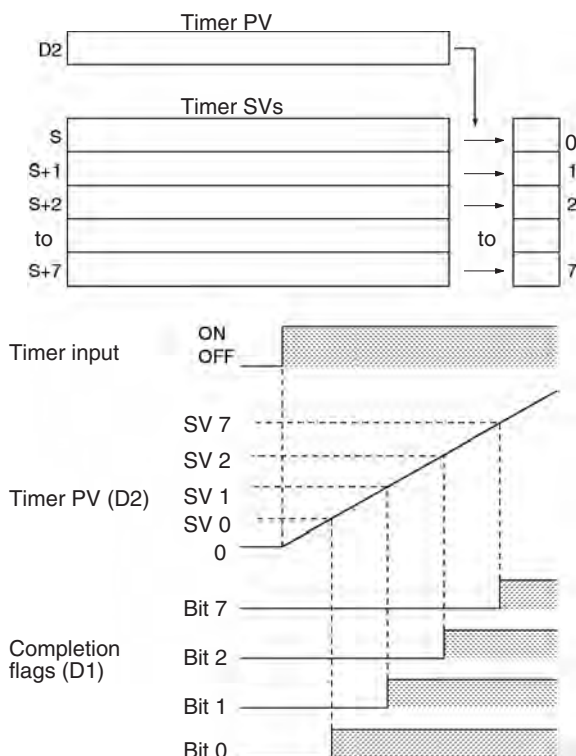 Timer PV
D2
Timer SVs
S
0
S+1
1
S+2
2
to
to
S+7
7
ON
Timer input
OFF
SV 7
SV 2
SV 1
Timer PV (D2)
SV 0
0
Bit 7
Completion
flags (D1)
Bit 2
Bit 1
Bit 0